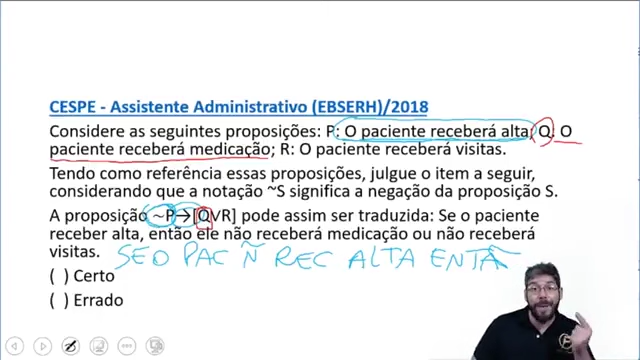 CESPE - Assistente Administrativo (EBSERH)/2018
Considere as seguintes proposições: P: O paciente receberá alta; Q: O
paciente receberá medicação; R: O paciente receberá visitas.
Tendo como referência essas proposições, julgue o item a seguir,
considerando que a notação ~S significa a negação da proposição S.
A proposição ~P→[QVR] pode assim ser traduzida: Se o paciente
receber alta, então ele não receberá medicação ou não receberá
visitas.
SE O PAC Ñ REC ALTA ENTÃ
( ) Certo
( ) Errado